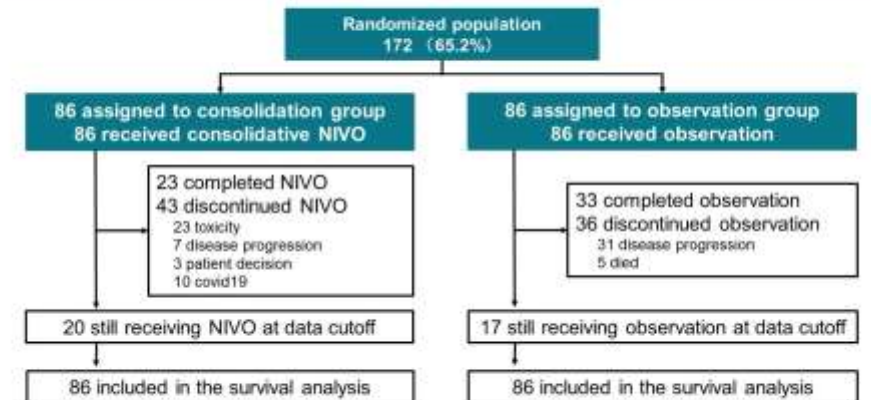 Randomized population
172 （65.2%）
86 assigned to consolidation group
86 received consolidative NIVO
86 assigned to observation group
86 received observation
23 completed NIVO
43 discontinued NIVO
23 toxicity
7 disease progression
3 patient decision
10 covid19
33 completed observation
36 discontinued observation
31 disease progression
5 died
20 still receiving NIVO at data cutoff
17 still receiving observation at data cutoff
86 included in the survival analysis
86 included in the survival analysis